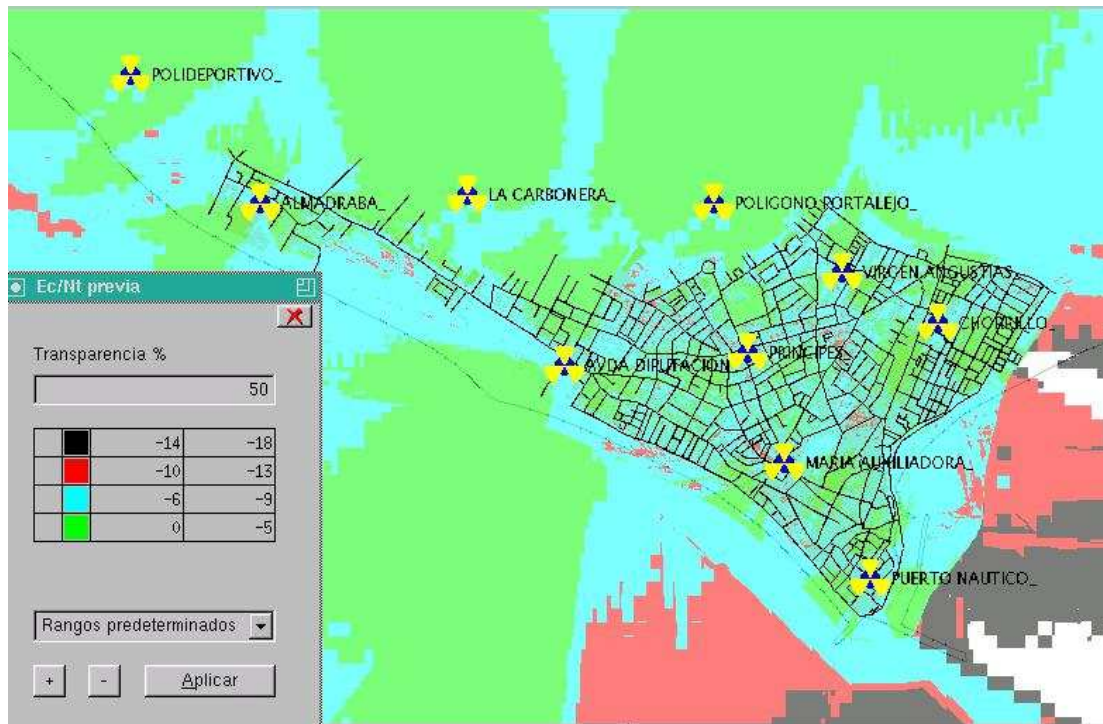 POLIDEPORTIVO_
ALMADRABA_
LA CARBONERA_
POLIGONO PORTALEJO_
VIRGEN ANGUSTIAS_
CHORRILLO_
PRINCIPES_
AVDA DIPUTACION_
MARIA AUXILIADORA_
PUERTO NAUTICO_
Ec/Nt previa
Transparencia %
50
-14 -18
-10 -13
-6 -9
0 -5
Rangos predeterminados
+ - Aplicar